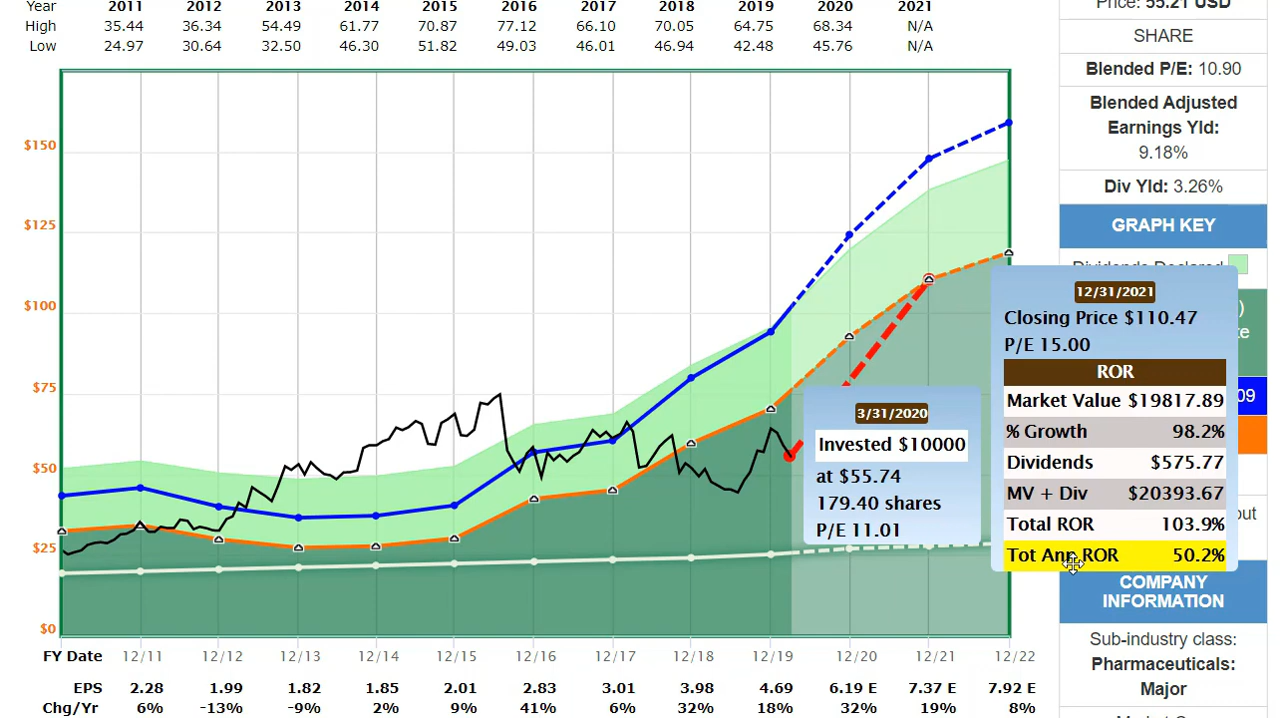 Year 2011 2012 2013 2014 2015 2016 2017 2018 2019 2020 2021
High 35.44 36.34 54.49 61.77 70.87 77.12 66.10 70.05 64.75 68.34 N/A
Low 24.97 30.64 32.50 46.30 51.82 49.03 46.01 46.94 42.48 45.76 N/A
Price: 55.21 USD
SHARE
Blended P/E: 10.90
Blended Adjusted
Earnings Yld:
9.18%
Div Yld: 3.26%
GRAPH KEY
Dividends Declared
)
te
09
out
$150
$125
$100
$75
$50
$25
$0
3/31/2020
Invested $10000
at $55.74
179.40 shares
P/E 11.01
12/31/2021
Closing Price $110.47
P/E 15.00
ROR
Market Value $19817.89
% Growth 98.2%
Dividends $575.77
MV + Div $20393.67
Total ROR 103.9%
Tot Ann ROR 50.2%
COMPANY
INFORMATION
Sub-industry class:
Pharmaceuticals:
Major
FY Date 12/11 12/12 12/13 12/14 12/15 12/16 12/17 12/18 12/19 12/20 12/21 12/22
EPS 2.28 1.99 1.82 1.85 2.01 2.83 3.01 3.98 4.69 6.19 E 7.37 E 7.92 E
Chg/Yr 6% -13% -9% 2% 9% 41% 6% 32% 18% 32% 19% 8%